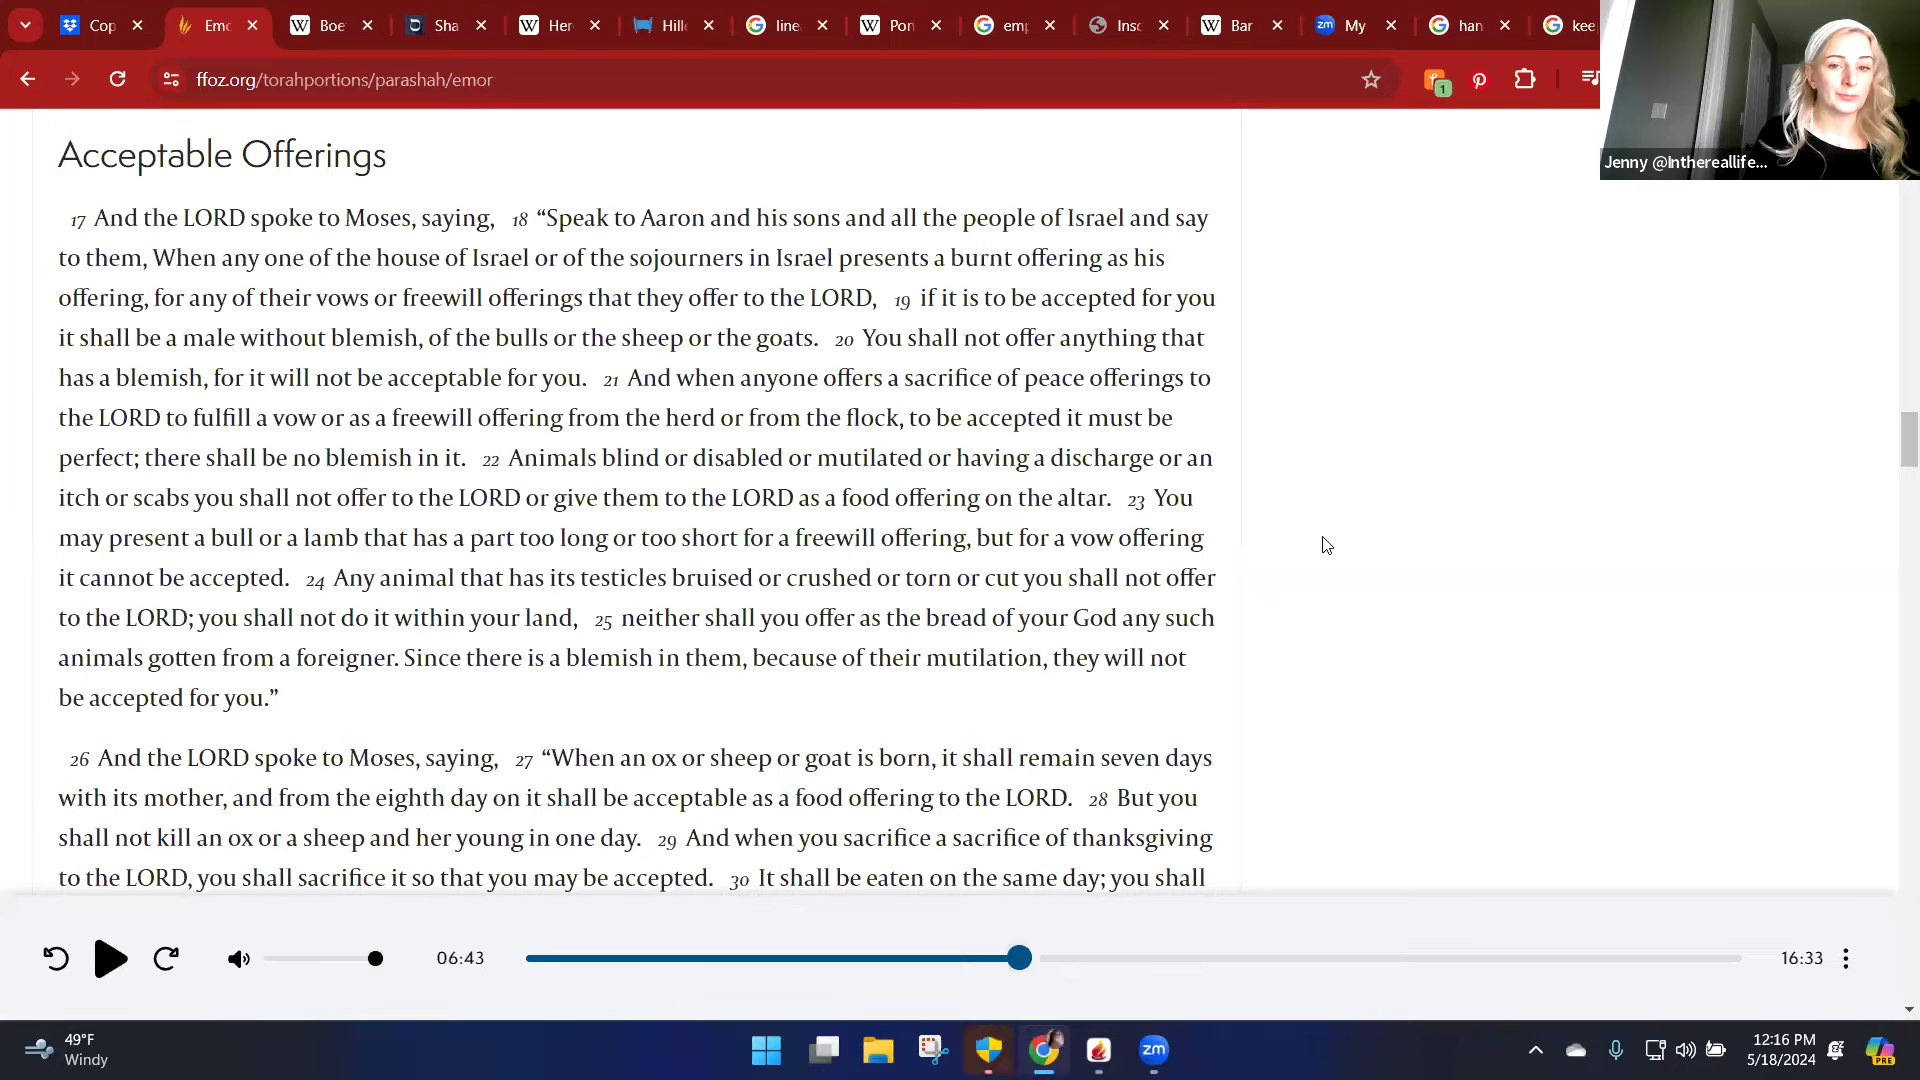 Cop
Emo
Boe
Sha
Her
Hille
line
Por
emp
Insc
Bar
My
han
kee
ffoz.org/torahportions/parashah/emor
1
Jenny @Inthereallife...
Acceptable Offerings
17 And the LORD spoke to Moses, saying, 18 “Speak to Aaron and his sons and all the people of Israel and say
to them, When any one of the house of Israel or of the sojourners in Israel presents a burnt offering as his
offering, for any of their vows or freewill offerings that they offer to the LORD, 19 if it is to be accepted for you
it shall be a male without blemish, of the bulls or the sheep or the goats. 20 You shall not offer anything that
has a blemish, for it will not be acceptable for you. 21 And when anyone offers a sacrifice of peace offerings to
the LORD to fulfill a vow or as a freewill offering from the herd or from the flock, to be accepted it must be
perfect; there shall be no blemish in it. 22 Animals blind or disabled or mutilated or having a discharge or an
itch or scabs you shall not offer to the LORD or give them to the LORD as a food offering on the altar. 23 You
may present a bull or a lamb that has a part too long or too short for a freewill offering, but for a vow offering
it cannot be accepted. 24 Any animal that has its testicles bruised or crushed or torn or cut you shall not offer
to the LORD; you shall not do it within your land, 25 neither shall you offer as the bread of your God any such
animals gotten from a foreigner. Since there is a blemish in them, because of their mutilation, they will not
be accepted for you.”
26 And the LORD spoke to Moses, saying, 27 “When an ox or sheep or goat is born, it shall remain seven days
with its mother, and from the eighth day on it shall be acceptable as a food offering to the LORD. 28 But you
shall not kill an ox or a sheep and her young in one day. 29 And when you sacrifice a sacrifice of thanksgiving
to the LORD, you shall sacrifice it so that you may be accepted. 30 It shall be eaten on the same day; you shall
06:43
16:33
49°F
Windy
zm
12:16 PM
5/18/2024
PRE